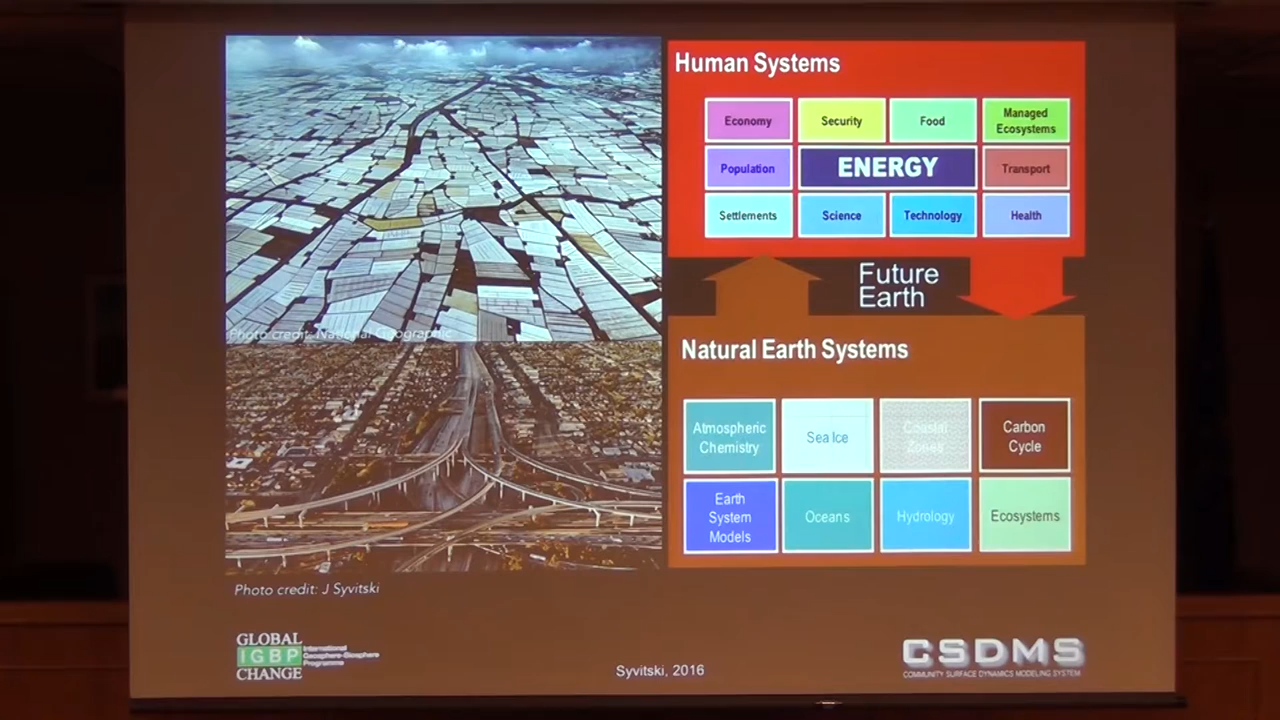 Photo credit: National Geographic
Photo credit: J Syvitski
Human Systems
Economy
Security
Food
Managed
Ecosystems
Population
ENERGY
Transport
Settlements
Science
Technology
Health
Future
Earth
Natural Earth Systems
Atmospheric
Chemistry
Sea Ice
Coastal
Zones
Carbon
Cycle
Earth
System
Models
Oceans
Hydrology
Ecosystems
GLOBAL
IGBP
CHANGE
International
Geosphere-Biosphere
Programme
Syvitski, 2016
CSDMS
COMMUNITY SURFACE DYNAMICS MODELING SYSTEM